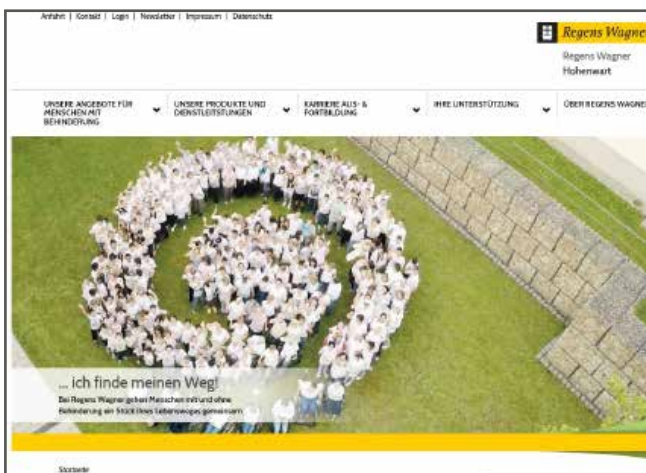 Anfahrt | Kontakt | Login | Newsletter | Impressum | Datenschutz
Regens Wagner
Regens Wagner
Hohenwart
UNSERE ANGEBOTE FÜR
MENSCHEN MIT
BEHINDERUNG
UNSERE PRODUKTE UND
DIENSTLEITSTUNGEN
KARRIERE AUS- &
FORTBILDUNG
IHRE UNTERSTÜTZUNG
ÜBER REGENS WAGNER
... ich finde meinen Weg!
Bei Regens Wagner gehen Menschen mit und ohne
Behinderung ein Stück ihres Lebensweges gemeinsam.
Startseite